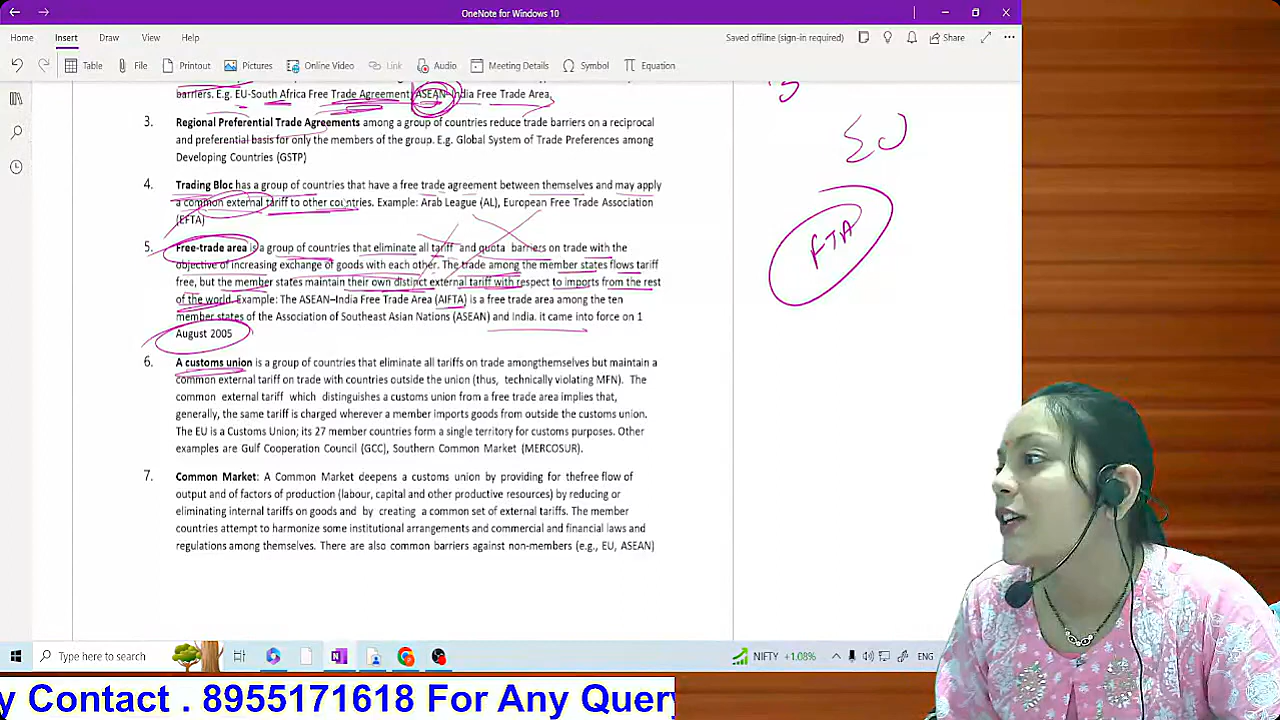 OneNote for Windows 10
Home Insert Draw View Help
Saved offline (sign-in required) Share
Table File Printout Pictures Online Video Link Audio Meeting Details Symbol Equation
barriers. E.g. EU-South Africa Free Trade Agreement; ASEAN-India Free Trade Area.
3. Regional Preferential Trade Agreements among a group of countries reduce trade barriers on a reciprocal
and preferential basis for only the members of the group. E.g. Global System of Trade Preferences among
Developing Countries (GSTP)
4. Trading Bloc has a group of countries that have a free trade agreement between themselves and may apply
a common external tariff to other countries. Example: Arab League (AL), European Free Trade Association
(EFTA)
5. Free-trade area is a group of countries that eliminate all tariff and quota barriers on trade with the
objective of increasing exchange of goods with each other. The trade among the member states flows tariff
free, but the member states maintain their own distinct external tariff with respect to imports from the rest
of the world. Example: The ASEAN–India Free Trade Area (AIFTA) is a free trade area among the ten
member states of the Association of Southeast Asian Nations (ASEAN) and India. it came into force on 1
August 2005
6. A customs union is a group of countries that eliminate all tariffs on trade amongthemselves but maintain a
common external tariff on trade with countries outside the union (thus, technically violating MFN). The
common external tariff which distinguishes a customs union from a free trade area implies that,
generally, the same tariff is charged wherever a member imports goods from outside the customs union.
The EU is a Customs Union; its 27 member countries form a single territory for customs purposes. Other
examples are Gulf Cooperation Council (GCC), Southern Common Market (MERCOSUR).
7. Common Market: A Common Market deepens a customs union by providing for thefree flow of
output and of factors of production (labour, capital and other productive resources) by reducing or
eliminating internal tariffs on goods and by creating a common set of external tariffs. The member
countries attempt to harmonize some institutional arrangements and commercial and financial laws and
regulations among themselves. There are also common barriers against non-members (e.g., EU, ASEAN)
EU
FTA
Type here to search
NIFTY +1.08% ENG
y Contact . 8955171618 For Any Query